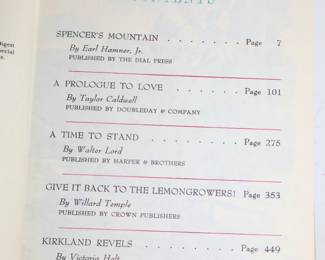 SPENCER'S MOUNTAIN . . . . . . . Page 7
By Earl Hamner, Jr.
PUBLISHED BY THE DIAL PRESS
A PROLOGUE TO LOVE . . . . . . . Page 101
By Taylor Caldwell
PUBLISHED BY DOUBLEDAY & COMPANY
A TIME TO STAND . . . . . . . . Page 275
By Walter Lord
PUBLISHED BY HARPER & BROTHERS
GIVE IT BACK TO THE LEMONGROWERS! Page 353
By Willard Temple
PUBLISHED BY CROWN PUBLISHERS
KIRKLAND REVELS . . . . . . . . Page 449
By Victoria Holt
Digest